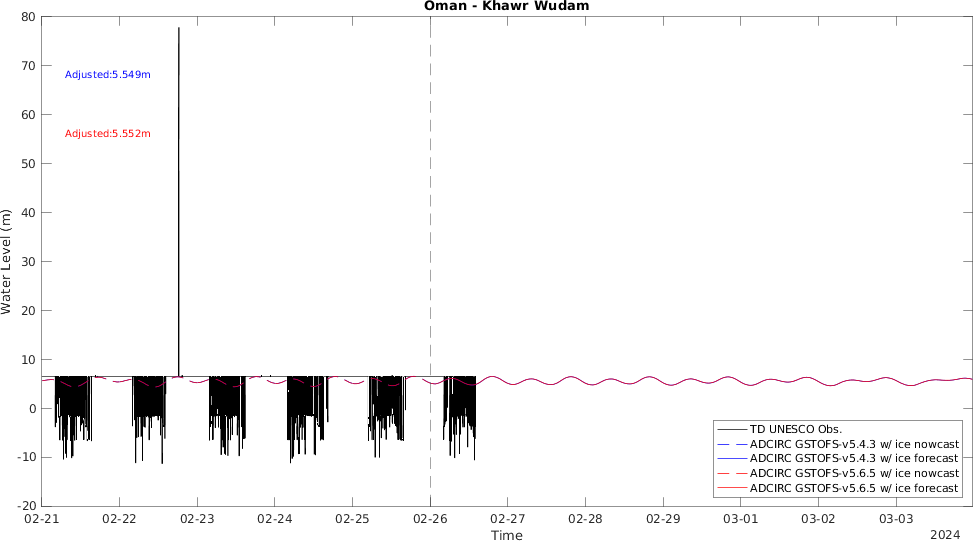 Oman - Khawr Wudam
80
70
60
50
40
30
20
10
0
-10
-20
Water Level (m)
Adjusted:5.549m
Adjusted:5.552m
TD UNESCO Obs.
ADCIRC GSTOFS-v5.4.3 w/ ice nowcast
ADCIRC GSTOFS-v5.4.3 w/ ice forecast
ADCIRC GSTOFS-v5.6.5 w/ ice nowcast
ADCIRC GSTOFS-v5.6.5 w/ ice forecast
02-21 02-22 02-23 02-24 02-25 02-26 02-27 02-28 02-29 03-01 03-02 03-03
Time
2024